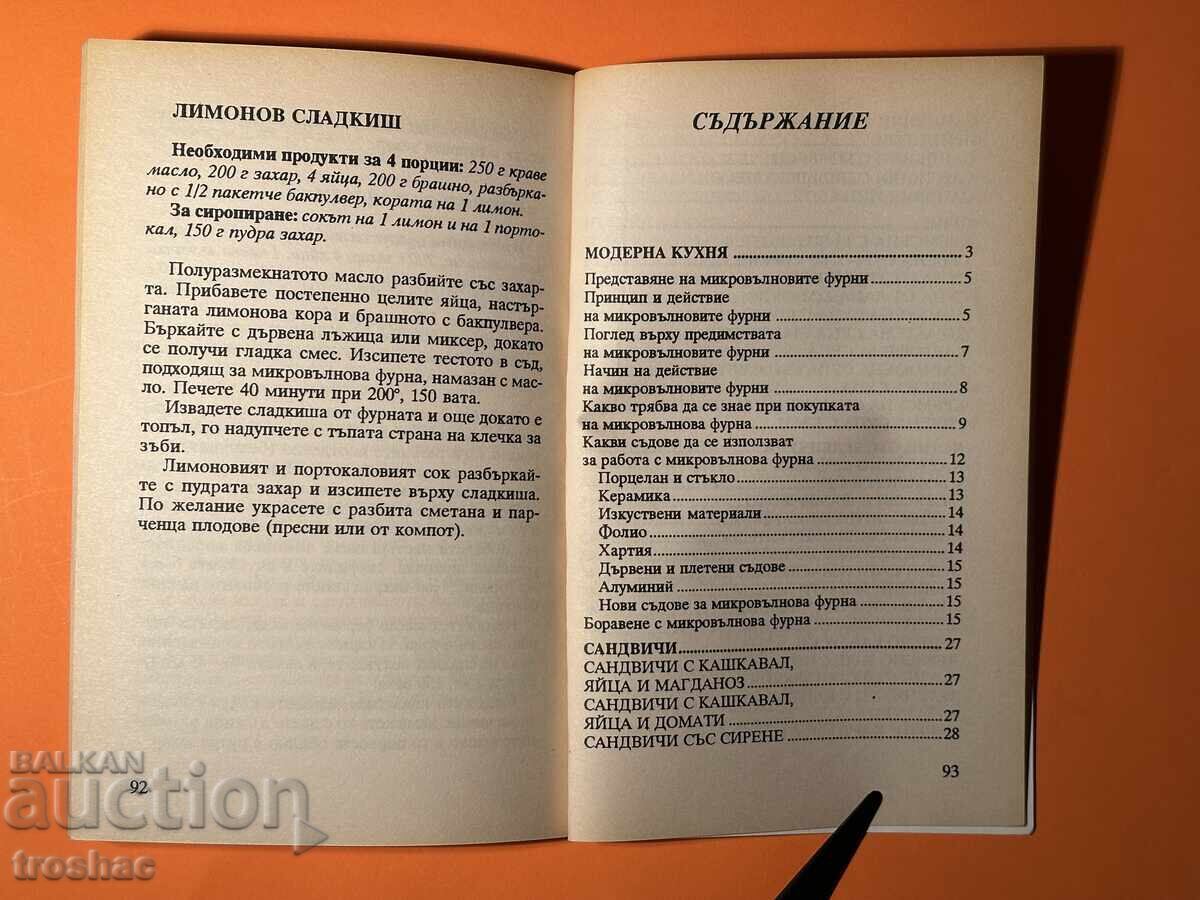 ЛИМОНОВ СЛАДКИШ
Необходими продукти за 4 порции: 250 г краве
масло, 200 г захар, 4 яйца, 200 г брашно, разбърка-
но с 1/2 пакетче бакпулвер, кората на 1 лимон.
За сиропиране: сокът на 1 лимон и на 1 порто-
кал, 150 г пудра захар.
Полуразмекнатото масло разбийте със захар-
та. Прибавете постепенно целите яйца, настър-
ганата лимонова кора и брашното с бакпулвера.
Бъркайте с дървена лъжица или миксер, докато
се получи гладка смес. Изсипете тестото в съд,
подходящ за микровълнова фурна, намазан с мас-
ло. Печете 40 минути при 200°, 150 вата.
Извадете сладкиша от фурната и още докато е
топъл, го надупчете с тъпата страна на клечка за
зъби.
Лимоновият и портокаловият сок разбъркай-
те с пудрата захар и изсипете върху сладкиша.
По желание украсете с разбита сметана и пар-
ченца плодове (пресни или от компот).
92
СЪДЪРЖАНИЕ
МОДЕРНА КУХНЯ ........ 3
Представяне на микровълновите фурни ........ 5
Принцип и действие
на микровълновите фурни ........ 5
Поглед върху предимствата
на микровълновите фурни ........ 7
Начин на действие
на микровълновите фурни ........ 8
Какво трябва да се знае при покупката
на микровълнова фурна ........ 9
Какви съдове да се използват
за работа с микровълнова фурна ........ 12
Порцелан и стъкло ........ 13
Керамика ........ 13
Изкуствени материали ........ 14
Фолио ........ 14
Хартия ........ 14
Дървени и плетени съдове ........ 15
Алуминий ........ 15
Нови съдове за микровълнова фурна ........ 15
Боравене с микровълнова фурна ........ 15
САНДВИЧИ ........ 27
САНДВИЧИ С КАШКАВАЛ,
ЯЙЦА И МАГДАНОЗ ........ 27
САНДВИЧИ С КАШКАВАЛ,
ЯЙЦА И ДОМАТИ ........ 27
САНДВИЧИ СЪС СИРЕНЕ ........ 28
93
BALKAN
auction
troshac